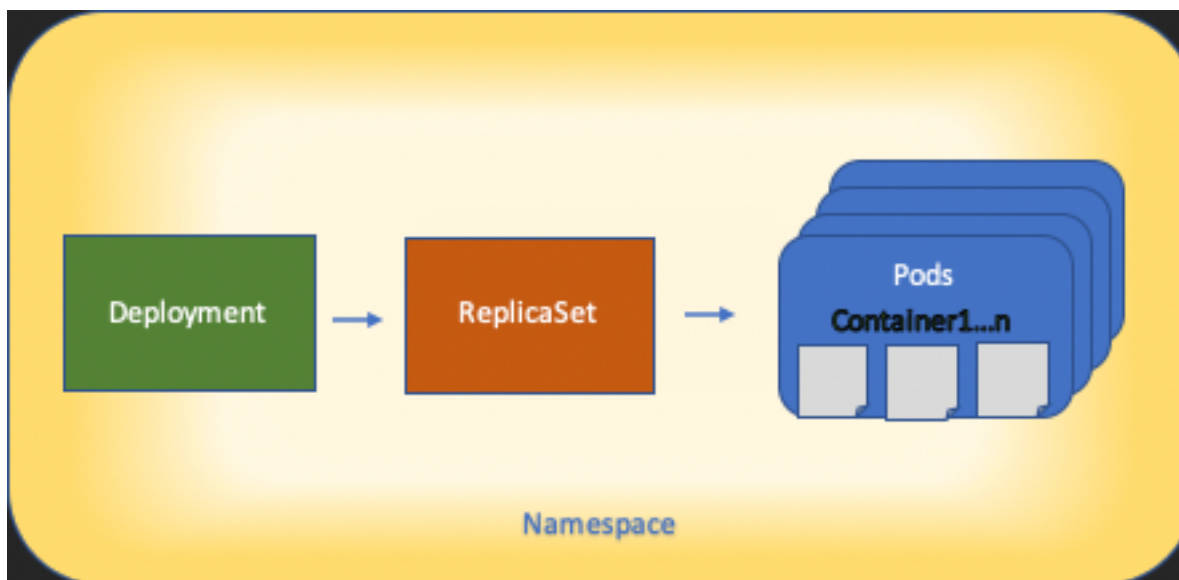 Deployment
ReplicaSet
Pods
Container1...n
Namespace